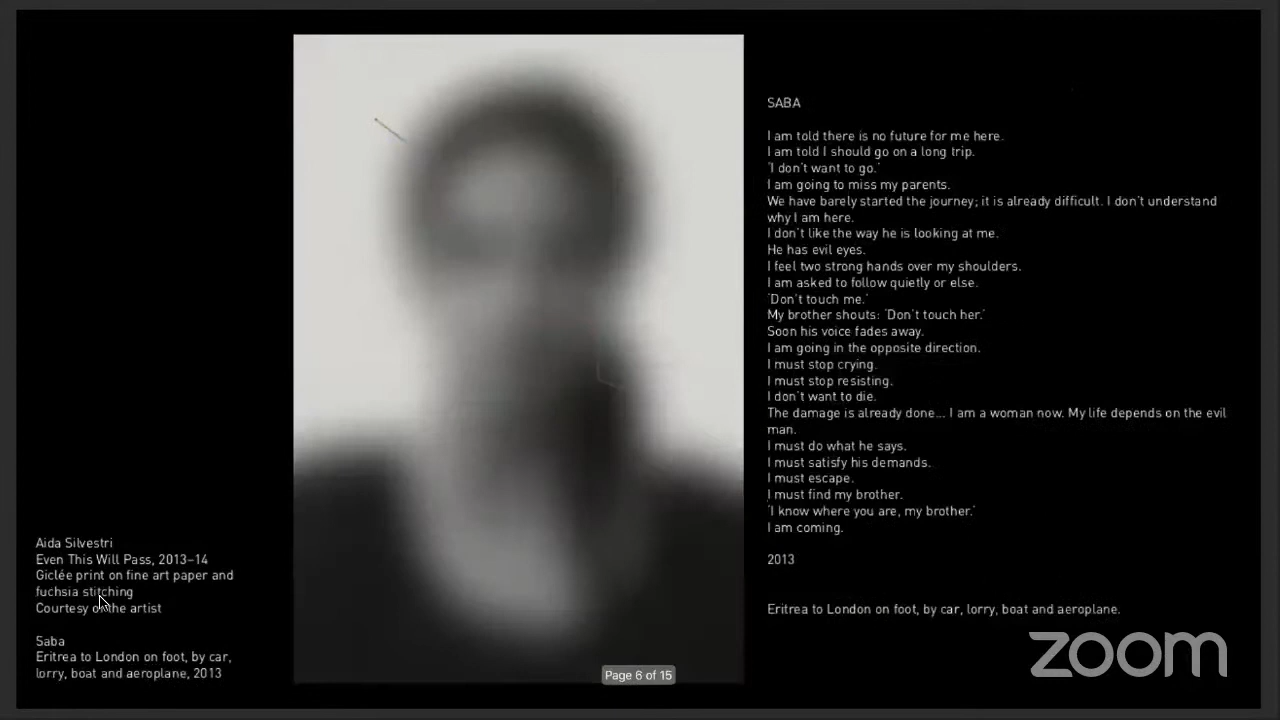 SABA
I am told there is no future for me here.
I am told I should go on a long trip.
'I don't want to go.'
I am going to miss my parents.
We have barely started the journey; it is already difficult. I don't understand
why I am here.
I don't like the way he is looking at me.
He has evil eyes.
I feel two strong hands over my shoulders.
I am asked to follow quietly or else.
'Don't touch me.'
My brother shouts: 'Don't touch her.'
Soon his voice fades away.
I am going in the opposite direction.
I must stop crying.
I must stop resisting.
I don't want to die.
The damage is already done... I am a woman now. My life depends on the evil
man.
I must do what he says.
I must satisfy his demands.
I must escape.
I must find my brother.
'I know where you are, my brother.'
I am coming.
2013
Eritrea to London on foot, by car, lorry, boat and aeroplane.
Aida Silvestri
Even This Will Pass, 2013–14
Giclée print on fine art paper and
fuchsia stitching
Courtesy of the artist
Saba
Eritrea to London on foot, by car,
lorry, boat and aeroplane, 2013
Page 6 of 15
zoom